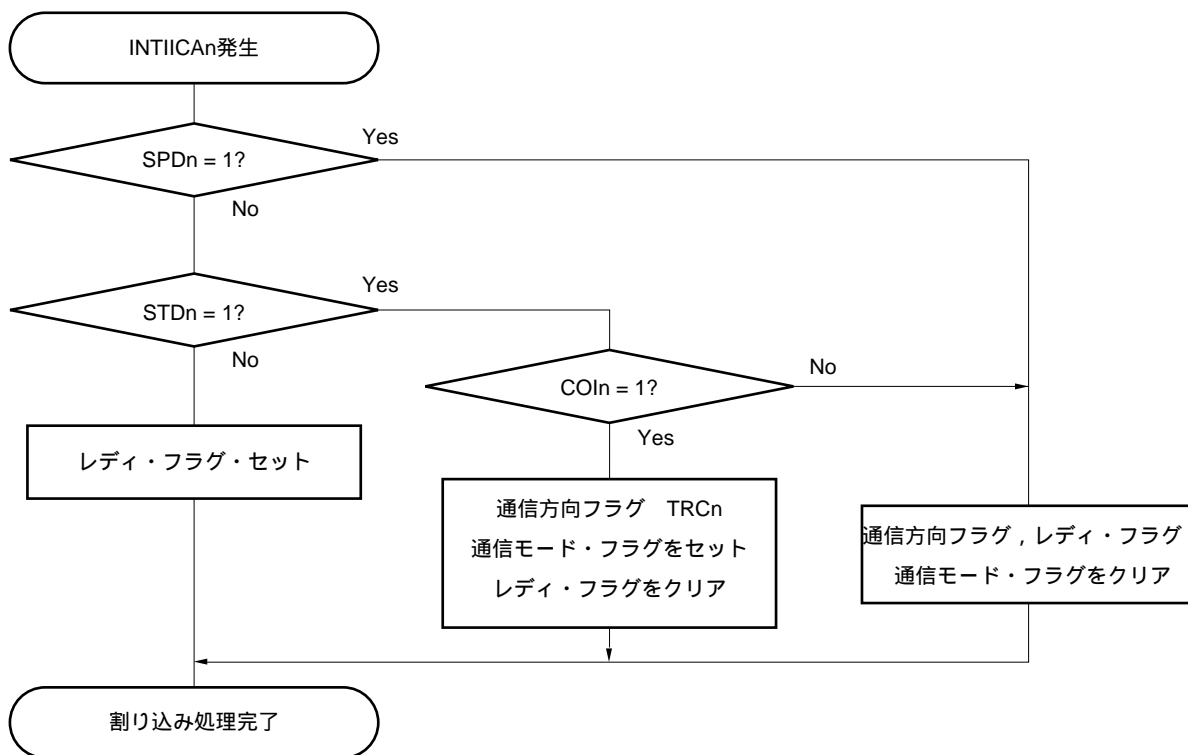 INTIICAn発生
SPDn = 1?
Yes
No
STDn = 1?
Yes
No
COIn = 1?
No
Yes
レディ・フラグ・セット
通信方向フラグ　TRCn
通信モード・フラグをセット
レディ・フラグをクリア
通信方向フラグ , レディ・フラグ
通信モード・フラグをクリア
割り込み処理完了